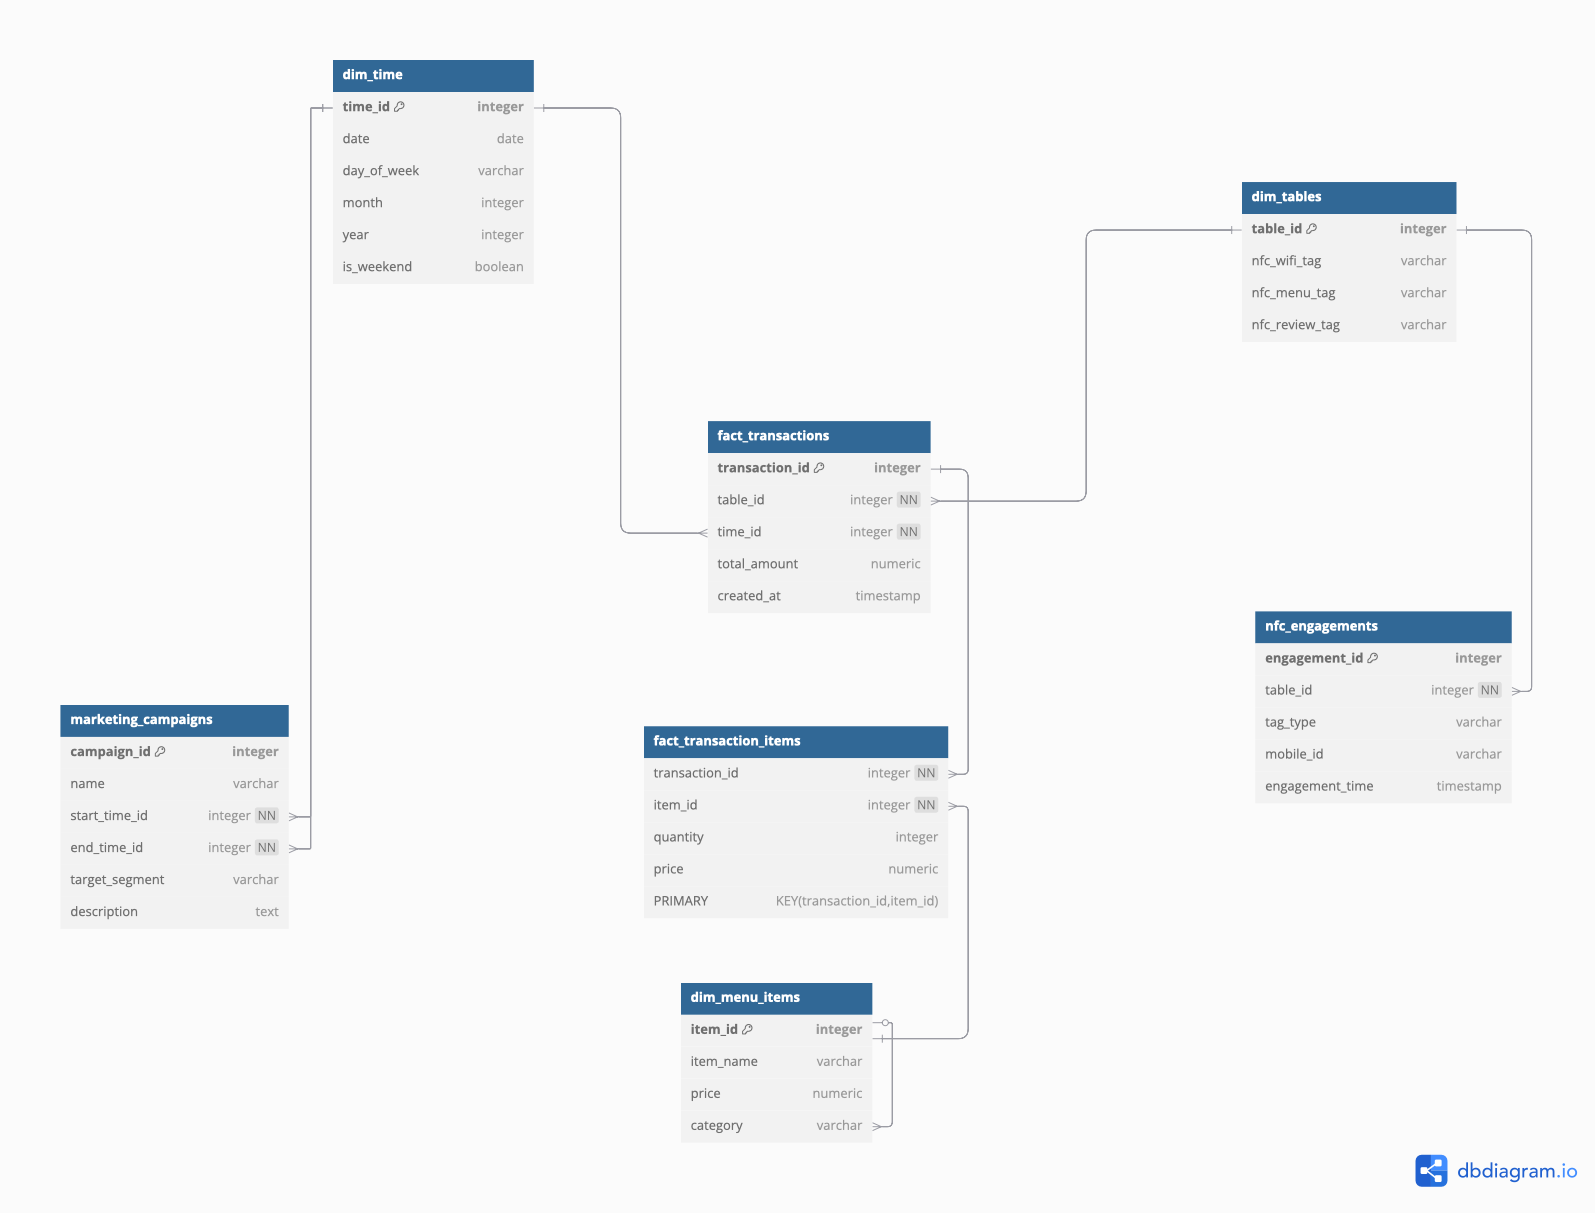 dim_time
time_id integer
date date
day_of_week varchar
month integer
year integer
is_weekend boolean
dim_tables
table_id integer
nfc_wifi_tag varchar
nfc_menu_tag varchar
nfc_review_tag varchar
fact_transactions
transaction_id integer
table_id integer NN
time_id integer NN
total_amount numeric
created_at timestamp
nfc_engagements
engagement_id integer
table_id integer NN
tag_type varchar
mobile_id varchar
engagement_time timestamp
marketing_campaigns
campaign_id integer
name varchar
start_time_id integer NN
end_time_id integer NN
target_segment varchar
description text
fact_transaction_items
transaction_id integer NN
item_id integer NN
quantity integer
price numeric
PRIMARY KEY(transaction_id,item_id)
dim_menu_items
item_id integer
item_name varchar
price numeric
category varchar
dbdiagram.io